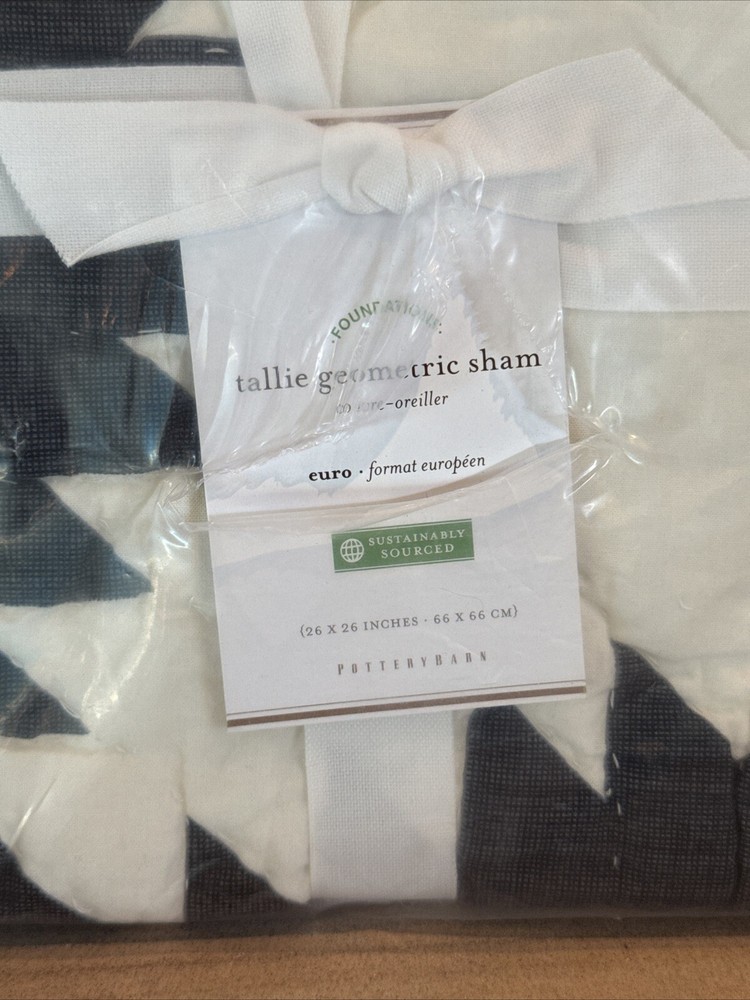 ·FOUNDATIONS·
tallie geometric sham
-oreiller
euro · format européen
SUSTAINABLY
SOURCED
(26 X 26 INCHES · 66 X 66 CM)
POTTERYBARN